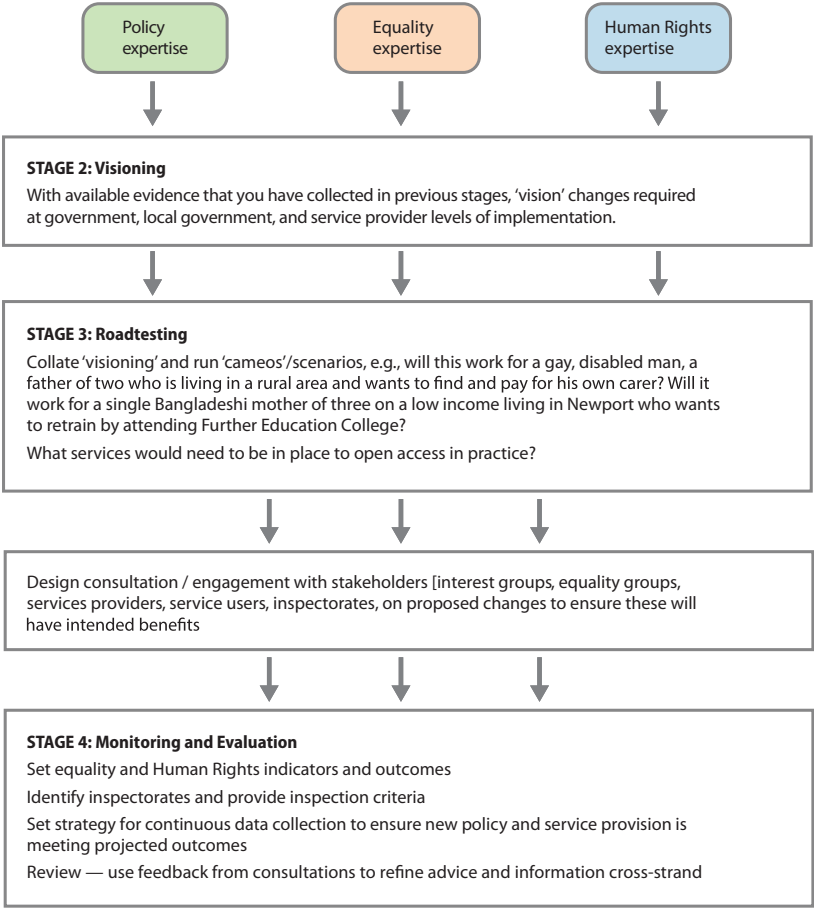 Policy
expertise
Equality
expertise
Human Rights
expertise
STAGE 2: Visioning
With available evidence that you have collected in previous stages, ‘vision’ changes required
at government, local government, and service provider levels of implementation.
STAGE 3: Roadtesting
Collate ‘visioning’ and run ‘cameos’/scenarios, e.g., will this work for a gay, disabled man, a
father of two who is living in a rural area and wants to find and pay for his own carer? Will it
work for a single Bangladeshi mother of three on a low income living in Newport who wants
to retrain by attending Further Education College?
What services would need to be in place to open access in practice?
Design consultation / engagement with stakeholders [interest groups, equality groups,
services providers, service users, inspectorates, on proposed changes to ensure these will
have intended benefits
STAGE 4: Monitoring and Evaluation
Set equality and Human Rights indicators and outcomes
Identify inspectorates and provide inspection criteria
Set strategy for continuous data collection to ensure new policy and service provision is
meeting projected outcomes
Review — use feedback from consultations to refine advice and information cross-strand